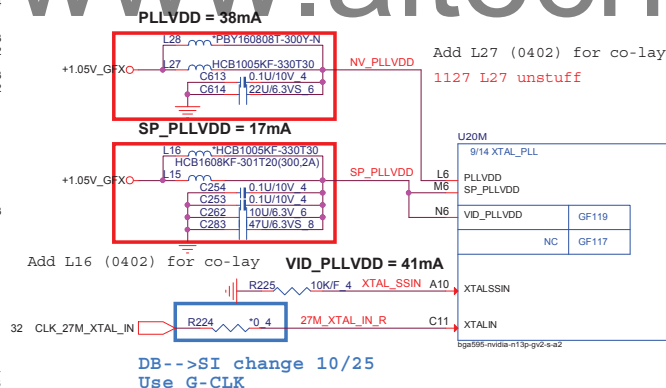 www.aitech
PLLVDD = 38mA
L28 *PBY160808T-300Y-N
L27 HCB1005KF-330T30
+1.05V_GFX
NV_PLLVDD
C613 0.1U/10V_4
C614 22U/6.3VS_6
Add L27 (0402) for co-lay
1127 L27 unstuff
SP_PLLVDD = 17mA
L16 *HCB1005KF-330T30
HCB1608KF-301T20(300,2A)
L15
+1.05V_GFX
SP_PLLVDD
C254 0.1U/10V_4
C253 0.1U/10V_4
C262 10U/6.3V_6
C283 47U/6.3VS_8
U20M
9/14 XTAL_PLL
L6 PLLVDD
M6 SP_PLLVDD
N6 VID_PLLVDD
GF119
NC GF117
Add L16 (0402) for co-lay
VID_PLLVDD = 41mA
R225 10K/F_4 XTAL_SSIN A10 XTALSSIN
32 CLK_27M_XTAL_IN R224 *0_4 27M_XTAL_IN_R C11 XTALIN
bga595-nvidia-n13p-gv2-s-a2
DB-->SI change 10/25
Use G-CLK